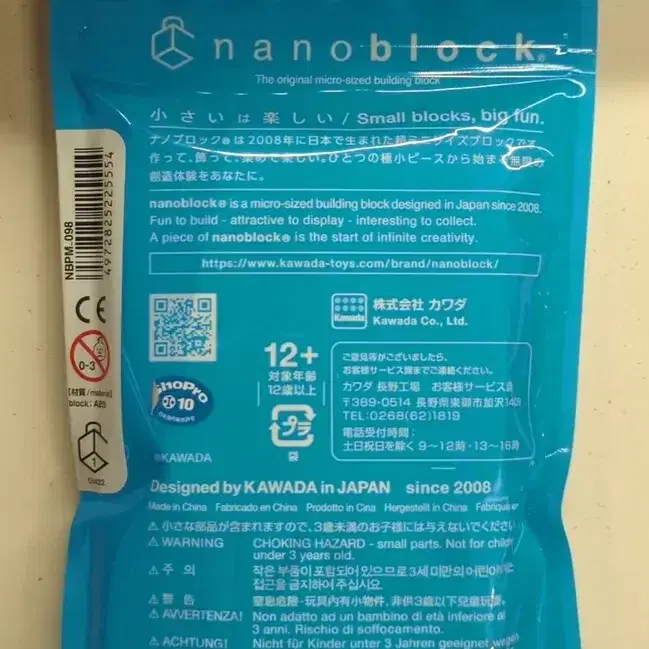 nanoblock®
The original micro-sized building block
小さいは楽しい / Small blocks, big fun.
ナノブロック®は2008年に日本で生まれた超ミニサイズブロックです
作って、飾って、集めて楽しい。ひとつの極小ピースから始まる無限の
創造体験をあなたに。
nanoblock® is a micro-sized building block designed in Japan since 2008.
Fun to build - attractive to display - interesting to collect.
A piece of nanoblock® is the start of infinite creativity.
https://www.kawada-toys.com/brand/nanoblock/
NBPM_098
4972825225554
CE
0-3
【材質/material】
block: ABS
1
ShoPro
10
12+
対象年齢
12歳以上
プラ
袋
Kawada
株式会社 カワダ
Kawada Co., Ltd.
ご意見等がございましたら、
お客様サービス課までご連絡ください。
カワダ 長野工場 お客様サービス課
〒389-0514 長野県東御市加沢1409
TEL:0268(62)1819
電話受付時間:
土日祝日を除く 9~12時・13~16時
©KAWADA
Designed by KAWADA in JAPAN since 2008
Made in China Fabricado en China Prodotto in Cina Hergestellt in China Fabriqué en
⚠小さな部品が含まれますので、3歳未満のお子様には与えないでください
⚠WARNING CHOKING HAZARD - small parts. Not for
under 3 years old.
⚠주 의 작은 부품이 포함되어 있으므로 3세 미만의 어린이
접근을 금지하여 주십시오.
⚠警告 窒息危險-玩具內有小物件,非供3歲以下兒童玩
⚠AVVERTENZA! Non adatto ad un bambino di età inferiore ai
3 anni. Rischio di soffocamento.
⚠ACHTUNG! Nicht für Kinder unter 3 Jahren geeignet wegen